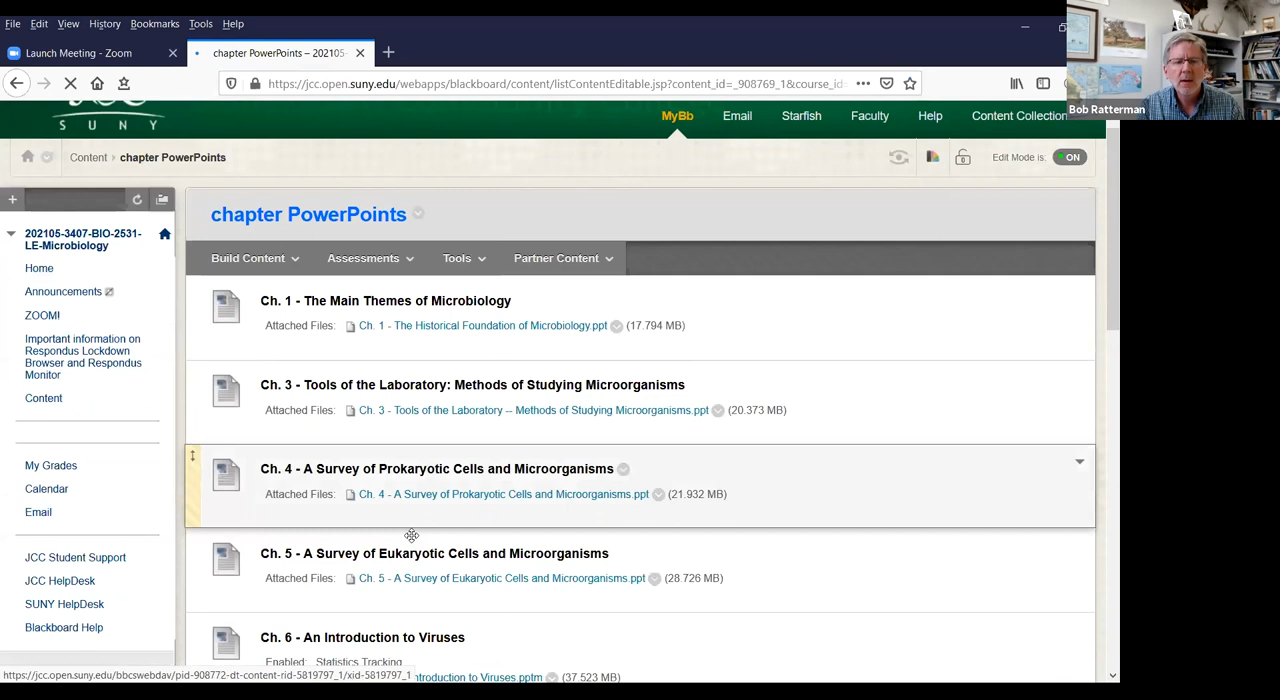 File Edit View History Bookmarks Tools Help
Launch Meeting - Zoom
chapter PowerPoints – 202105-
https://jcc.open.suny.edu/webapps/blackboard/content/listContentEditable.jsp?content_id=_908769_1&course_id=
Bob Ratterman
SUNY
MyBb Email Starfish Faculty Help Content Collection
Content chapter PowerPoints
Edit Mode is: ON
chapter PowerPoints
Build Content Assessments Tools Partner Content
202105-3407-BIO-2531-
LE-Microbiology
Home
Announcements
ZOOM!
Important information on
Respondus Lockdown
Browser and Respondus
Monitor
Content
My Grades
Calendar
Email
JCC Student Support
JCC HelpDesk
SUNY HelpDesk
Blackboard Help
Ch. 1 - The Main Themes of Microbiology
Attached Files: Ch. 1 - The Historical Foundation of Microbiology.ppt (17.794 MB)
Ch. 3 - Tools of the Laboratory: Methods of Studying Microorganisms
Attached Files: Ch. 3 - Tools of the Laboratory -- Methods of Studying Microorganisms.ppt (20.373 MB)
Ch. 4 - A Survey of Prokaryotic Cells and Microorganisms
Attached Files: Ch. 4 - A Survey of Prokaryotic Cells and Microorganisms.ppt (21.932 MB)
Ch. 5 - A Survey of Eukaryotic Cells and Microorganisms
Attached Files: Ch. 5 - A Survey of Eukaryotic Cells and Microorganisms.ppt (28.726 MB)
Ch. 6 - An Introduction to Viruses
Enabled: Statistics Tracking
ntroduction to Viruses.pptm (37.523 MB)
https://jcc.open.suny.edu/bbcswebdav/pid-908772-dt-content-rid-5819797_1/xid-5819797_1